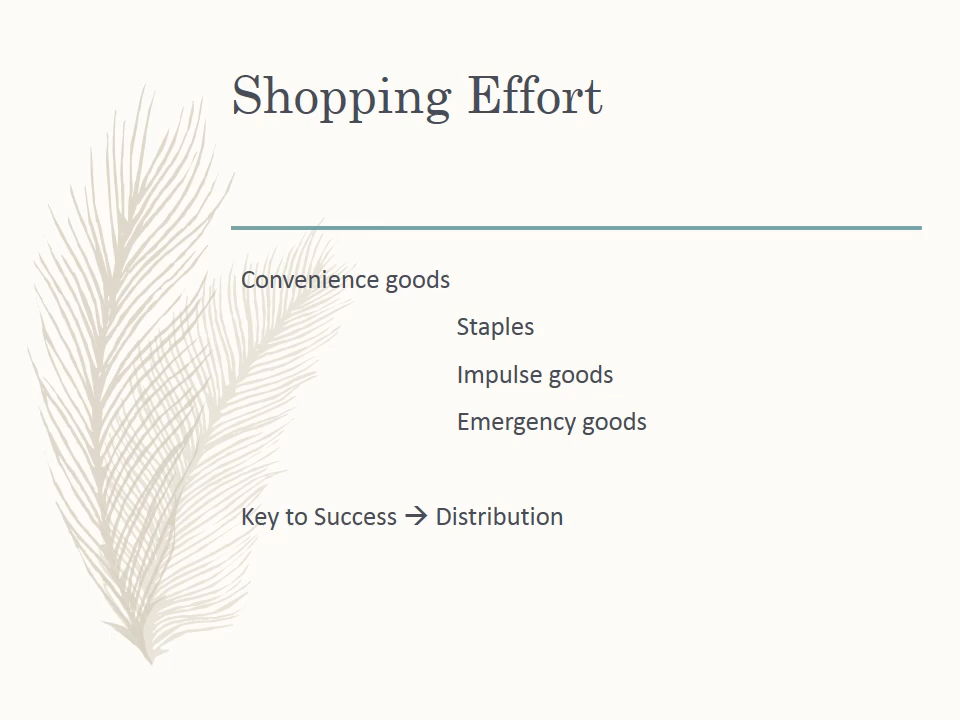 Shopping Effort
Convenience goods
Staples
Impulse goods
Emergency goods
Key to Success → Distribution